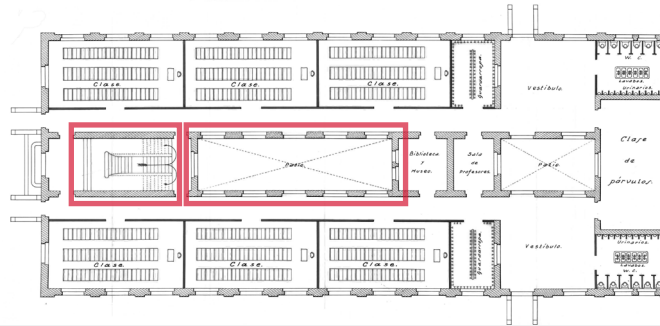 Clase.
Clase.
Clase.
Guardarropa.
Vestíbulo.
W. C.
Lavabos.
Urinarios.
Patio.
Biblioteca
y
Museo.
Sala
de
Profesores.
Patio.
Clase
de
párvulos.
Clase.
Clase.
Clase.
Guardarropa.
Vestíbulo.
Urinarios.
Lavabos.
W. C.